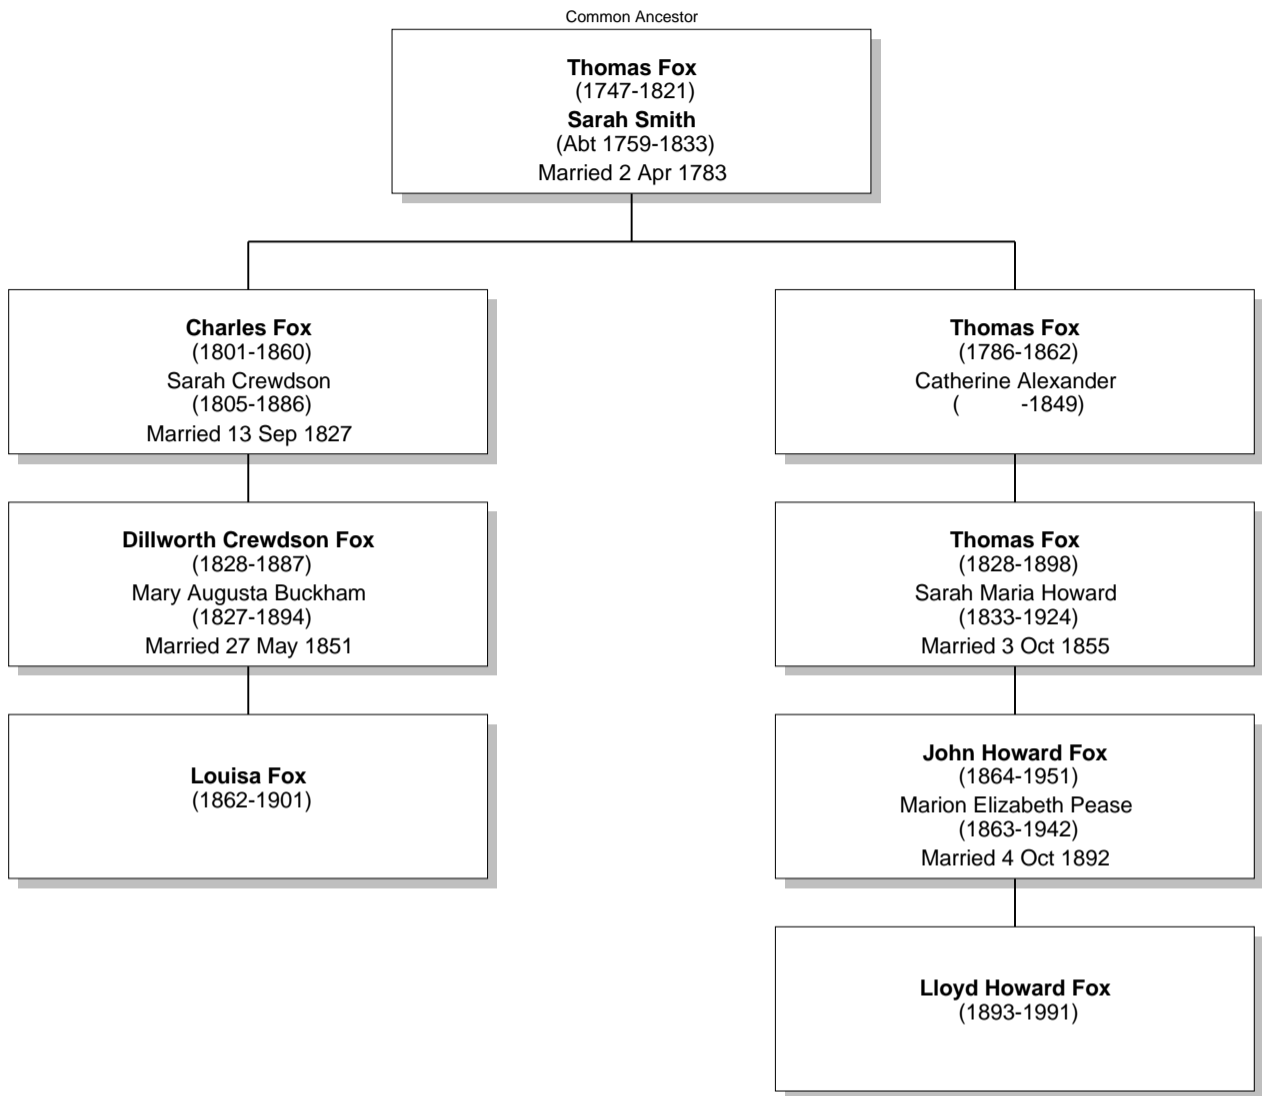 Common Ancestor
Thomas Fox
(1747-1821)
Sarah Smith
(Abt 1759-1833)
Married 2 Apr 1783
Charles Fox
(1801-1860)
Sarah Crewdson
(1805-1886)
Married 13 Sep 1827
Thomas Fox
(1786-1862)
Catherine Alexander
( -1849)
Dillworth Crewdson Fox
(1828-1887)
Mary Augusta Buckham
(1827-1894)
Married 27 May 1851
Thomas Fox
(1828-1898)
Sarah Maria Howard
(1833-1924)
Married 3 Oct 1855
Louisa Fox
(1862-1901)
John Howard Fox
(1864-1951)
Marion Elizabeth Pease
(1863-1942)
Married 4 Oct 1892
Lloyd Howard Fox
(1893-1991)